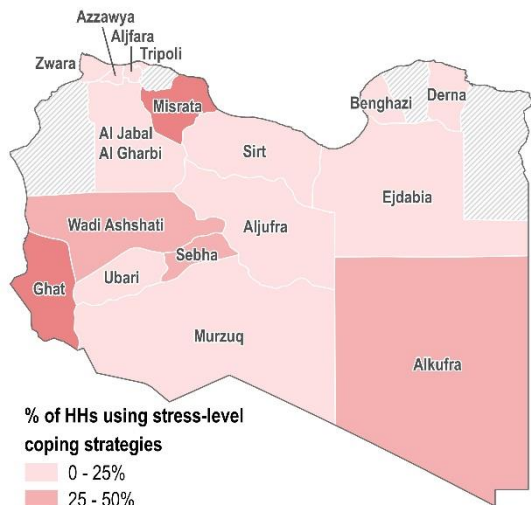 Azzawya
Aljfara
Zwara
Tripoli
Misrata
Benghazi
Derna
Al Jabal
Al Gharbi
Sirt
Ejdabia
Wadi Ashshati
Aljufra
Sebha
Ghat
Ubari
Murzuq
Alkufra
% of HHs using stress-level
coping strategies
0 - 25%
25 - 50%